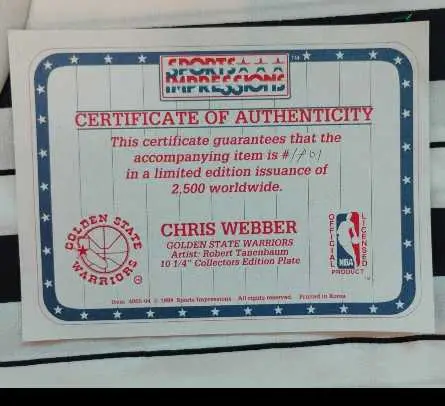 SPORTS
IMPRESSIONS
TM
CERTIFICATE OF AUTHENTICITY
This certificate guarantees that the
accompanying item is #
in a limited edition issuance of
2,500 worldwide.
GOLDEN STATE
WARRIORS
CHRIS WEBBER
GOLDEN STATE WARRIORS
Artist: Robert Tanenbaum
10 1/4" Collectors Edition Plate
OFFICIAL
LICENSED
NBA
PRODUCT
Sports Impressions All rights reserved. Printed in Korea